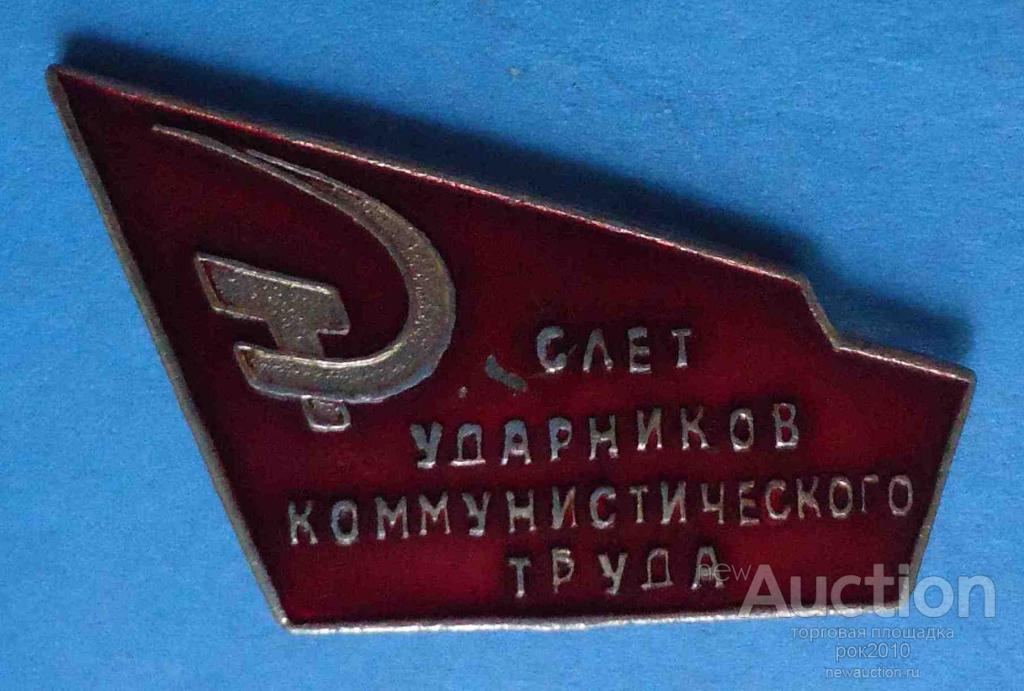 СЛЕТ
УДАРНИКОВ
КОММУНИСТИЧЕСКОГО
ТРУДА
newAuction
торговая площадка
рок2010
newauction.ru